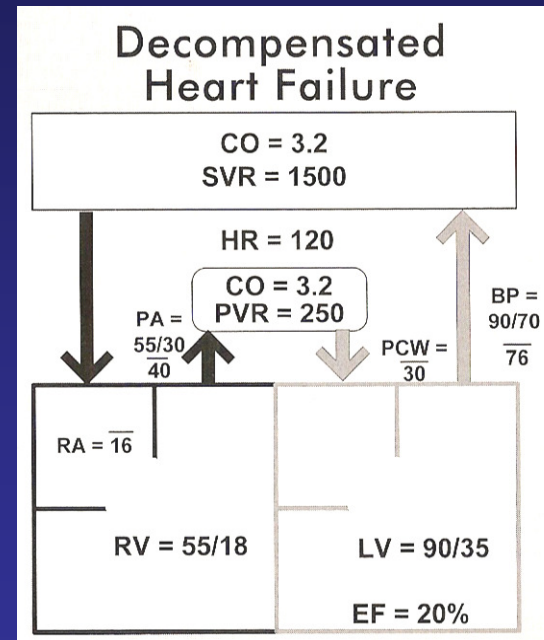 Decompensated
Heart Failure
CO = 3.2
SVR = 1500
HR = 120
CO = 3.2
PVR = 250
PA =
55/30
40
PCW =
30
BP =
90/70
76
RA = 16
RV = 55/18
LV = 90/35
EF = 20%